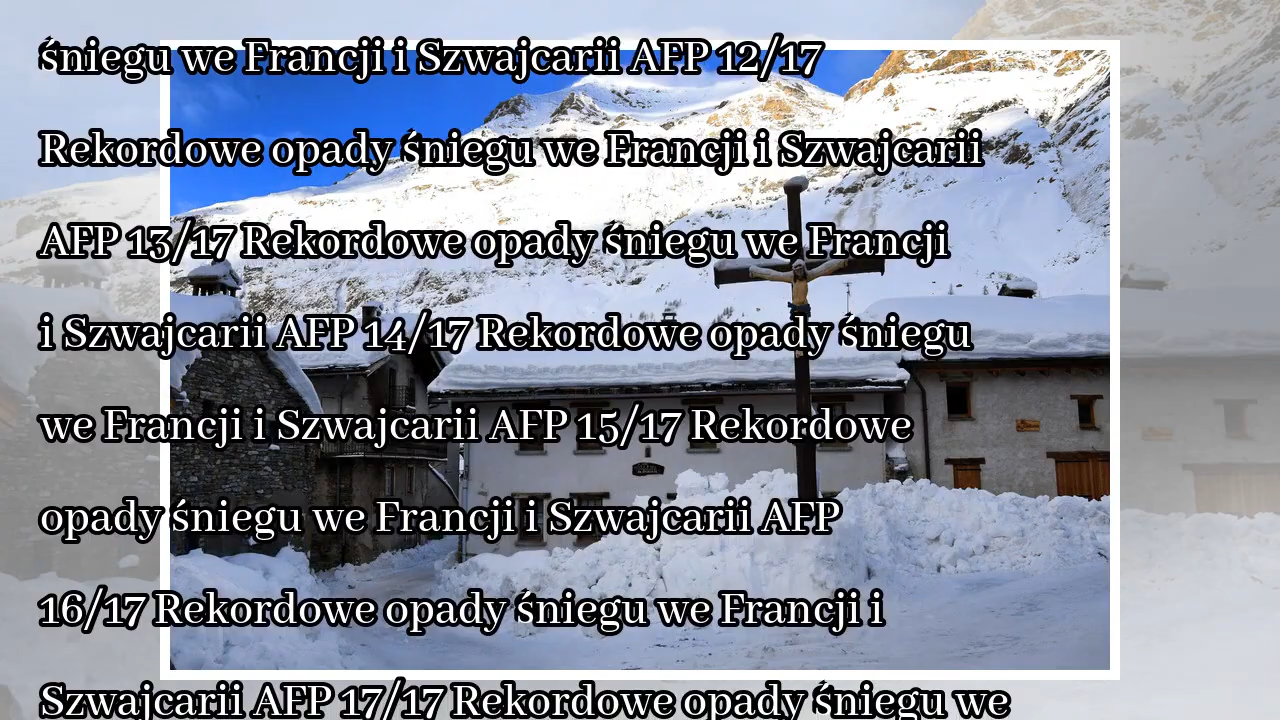 śniegu we Francji i Szwajcarii AFP 12/17
Rekordowe opady śniegu we Francji i Szwajcarii
AFP 13/17 Rekordowe opady śniegu we Francji
i Szwajcarii AFP 14/17 Rekordowe opady śniegu
we Francji i Szwajcarii AFP 15/17 Rekordowe
opady śniegu we Francji i Szwajcarii AFP
16/17 Rekordowe opady śniegu we Francji i
Szwajcarii AFP 17/17 Rekordowe opady śniegu we